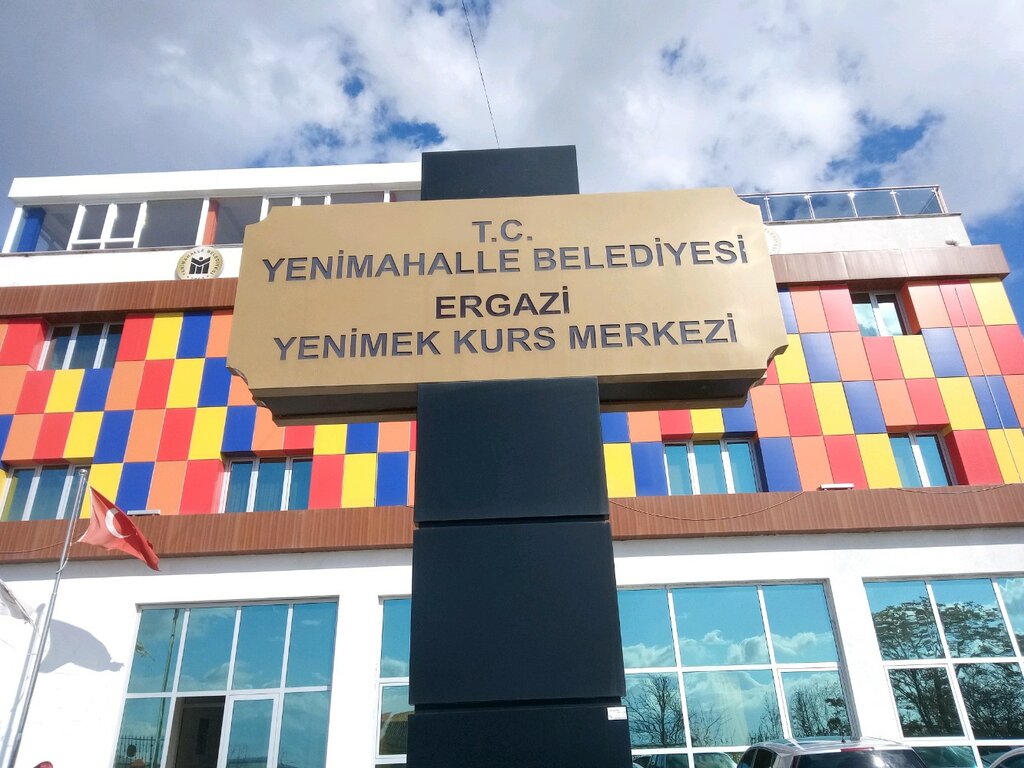 T.C.
YENİMAHALLE BELEDİYESİ
ERGAZİ
YENİMEK KURS MERKEZİ